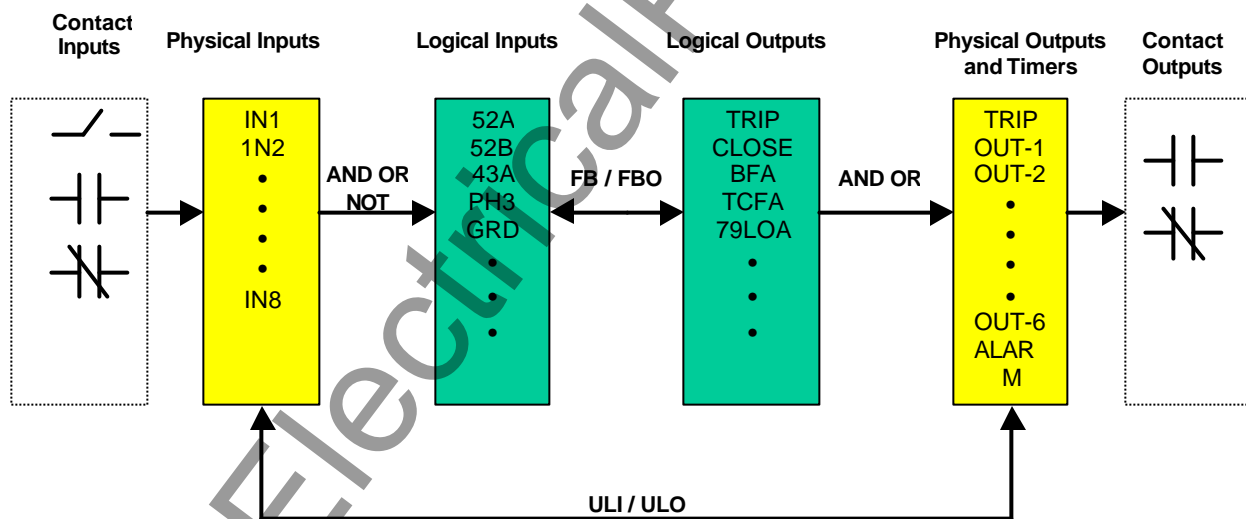 Contact
Inputs
Physical Inputs
Logical Inputs
Logical Outputs
Physical Outputs
and Timers
Contact
Outputs
IN1
1N2
IN8
AND OR
NOT
52A
52B
43A
PH3
GRD
FB / FBO
TRIP
CLOSE
BFA
TCFA
79LOA
AND OR
TRIP
OUT-1
OUT-2
OUT-6
ALAR
M
ULI / ULO
Electrical